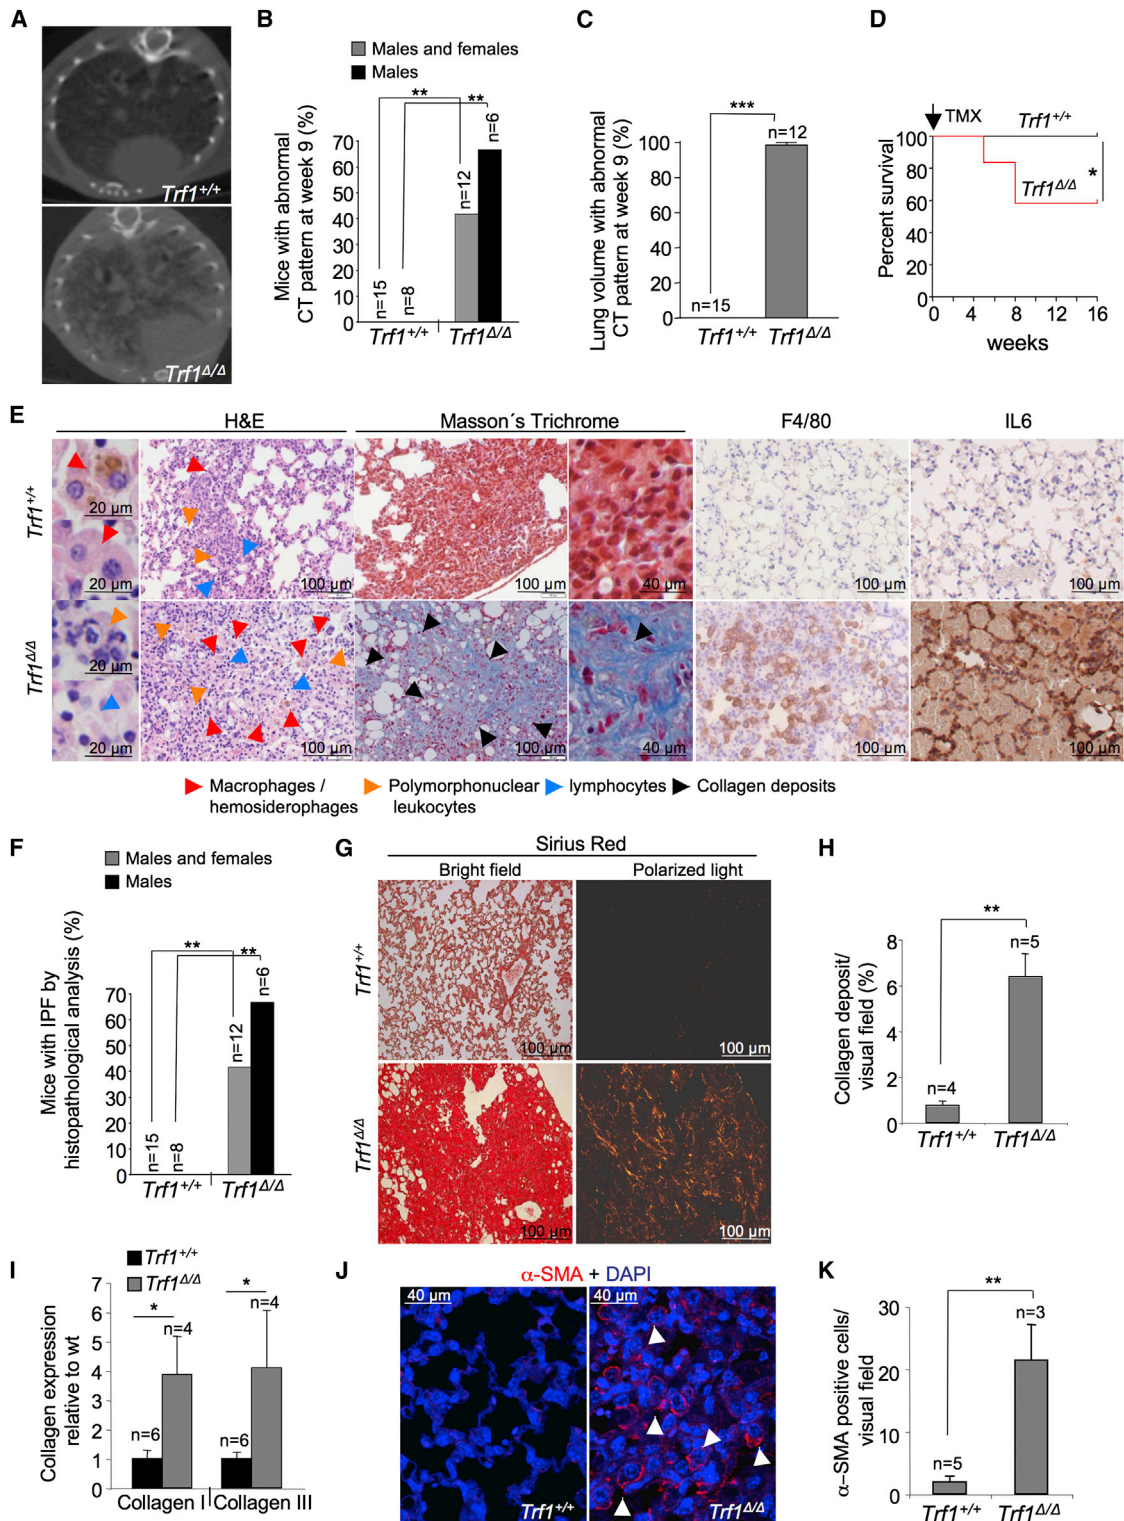 A
Trf1+/+
Trf1Δ/Δ
B
Males and females
Males
Mice with abnormal
CT pattern at week 9 (%)
**
**
70
60
50
40
30
20
10
0
n=15
n=8
n=12
n=6
Trf1+/+
Trf1Δ/Δ
C
Lung volume with abnormal
CT pattern at week 9 (%)
***
100
80
60
40
20
0
n=15
n=12
Trf1+/+
Trf1Δ/Δ
D
TMX
Percent survival
100
80
60
40
20
0
Trf1+/+
Trf1Δ/Δ
*
0 4 8 12 16
weeks
E
H&E
Masson´s Trichrome
F4/80
IL6
Trf1+/+
20 µm
20 µm
100 µm
100 µm
40 µm
100 µm
100 µm
Trf1Δ/Δ
20 µm
20 µm
100 µm
100 µm
40 µm
100 µm
100 µm
Macrophages /
hemosiderophages
Polymorphonuclear
leukocytes
lymphocytes
Collagen deposits
F
Males and females
Males
Mice with IPF by
histopathological analysis (%)
**
**
70
60
50
40
30
20
10
0
n=15
n=8
n=12
n=6
Trf1+/+
Trf1Δ/Δ
G
Sirius Red
Bright field
Polarized light
Trf1+/+
100 µm
100 µm
Trf1Δ/Δ
100 µm
100 µm
H
Collagen deposit/
visual field (%)
**
8
6
4
2
0
n=4
n=5
Trf1+/+
Trf1Δ/Δ
I
Trf1+/+
Trf1Δ/Δ
Collagen expression
relative to wt
7
6
5
4
3
2
1
0
*
*
n=6
n=4
n=6
n=4
Collagen I
Collagen III
J
α-SMA + DAPI
40 µm
40 µm
Trf1+/+
Trf1Δ/Δ
K
α–SMA positive cells/
visual field
**
30
20
10
0
n=5
n=3
Trf1+/+
Trf1Δ/Δ